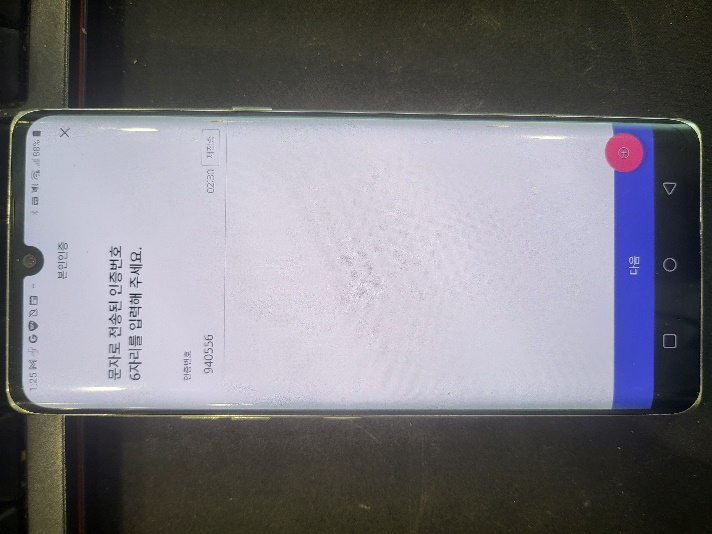 1:25
88%
본인인증
문자로 전송된 인증번호
6자리를 입력해 주세요.
인증번호
940556
02:30
재전송
다음